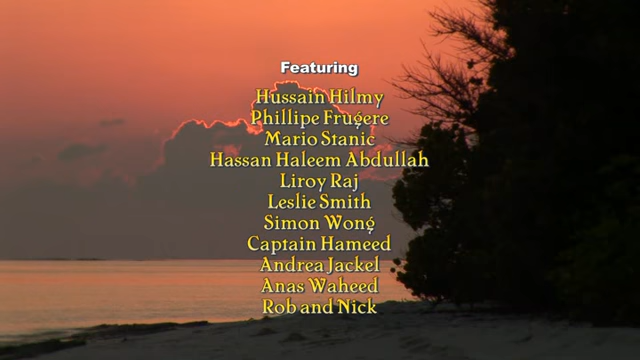 Featuring
Hussain Hilmy
Phillipe Frugere
Mario Stanic
Hassan Haleem Abdullah
Liroy Raj
Leslie Smith
Simon Wong
Captain Hameed
Andrea Jackel
Anas Waheed
Rob and Nick